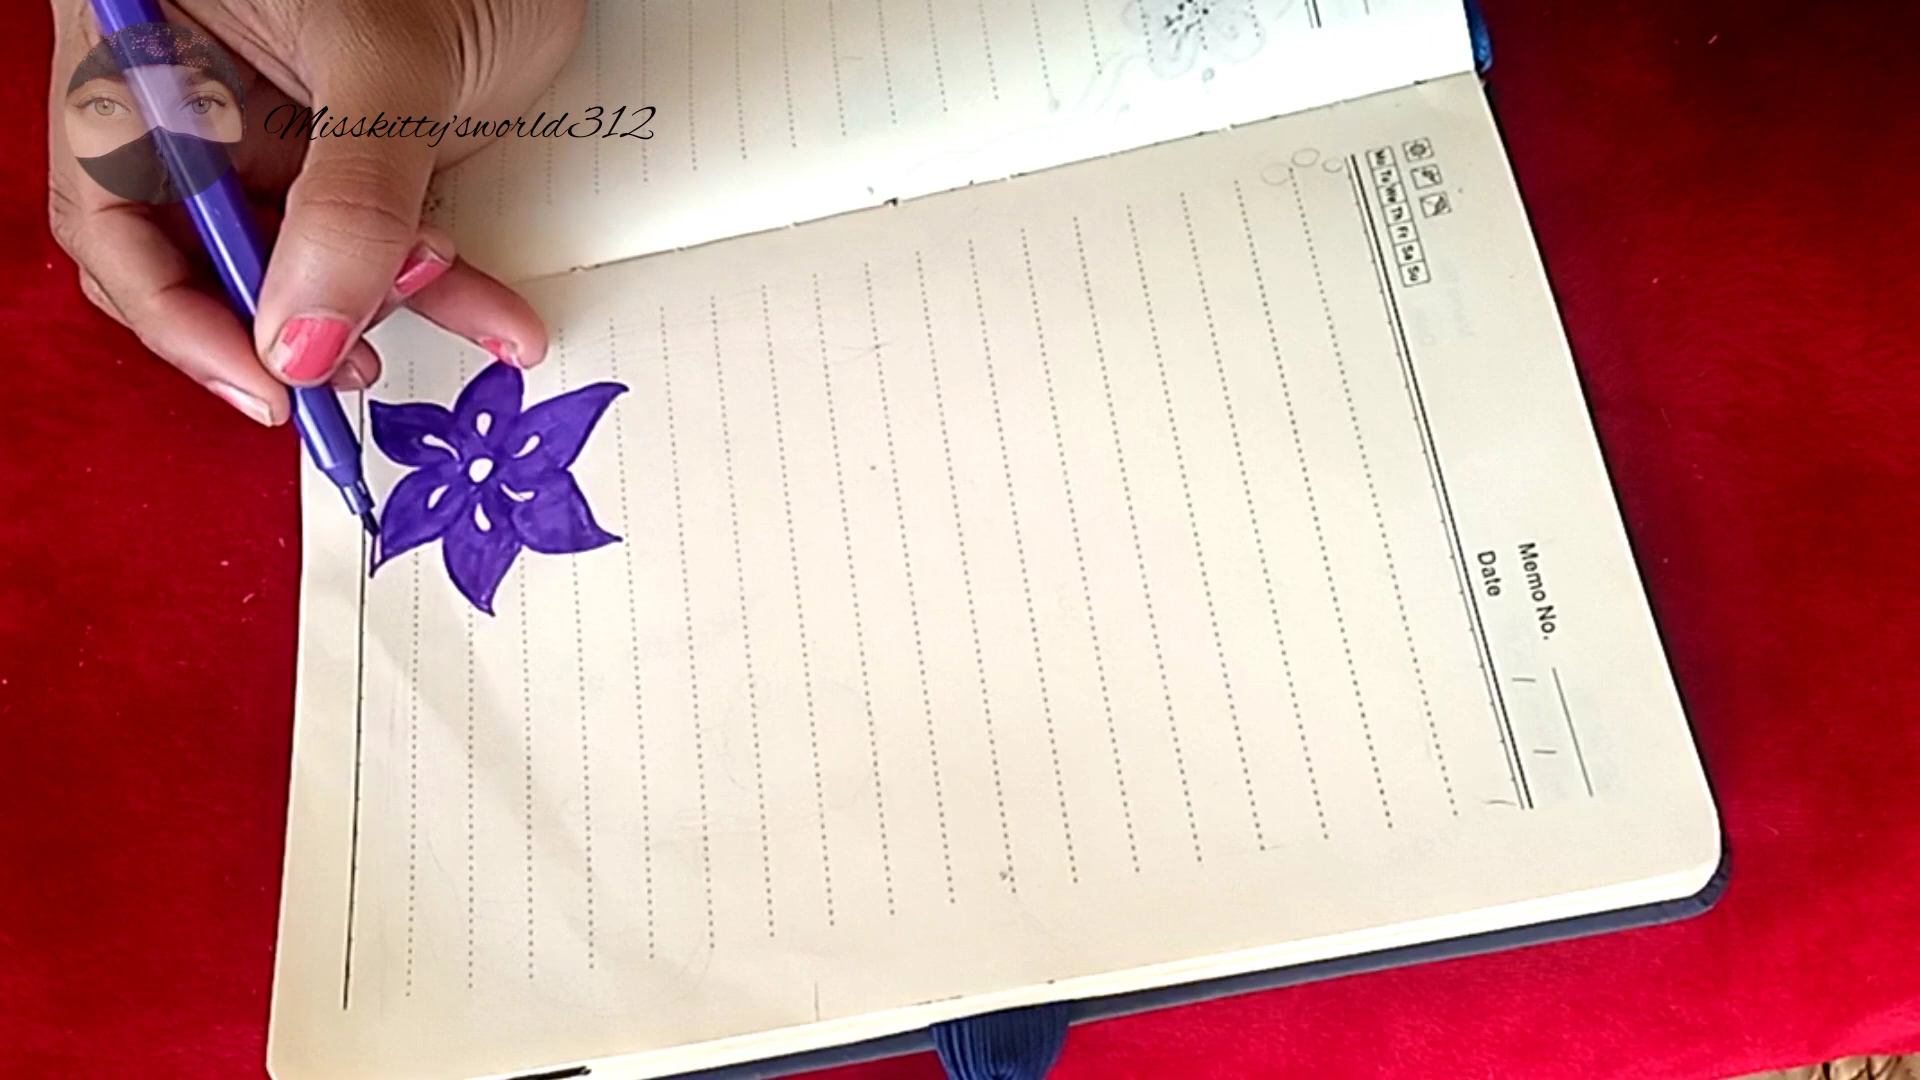 Misskitty'sworld312
Mo Tu We Th Fr Sa Su
Memo No.
Date / /